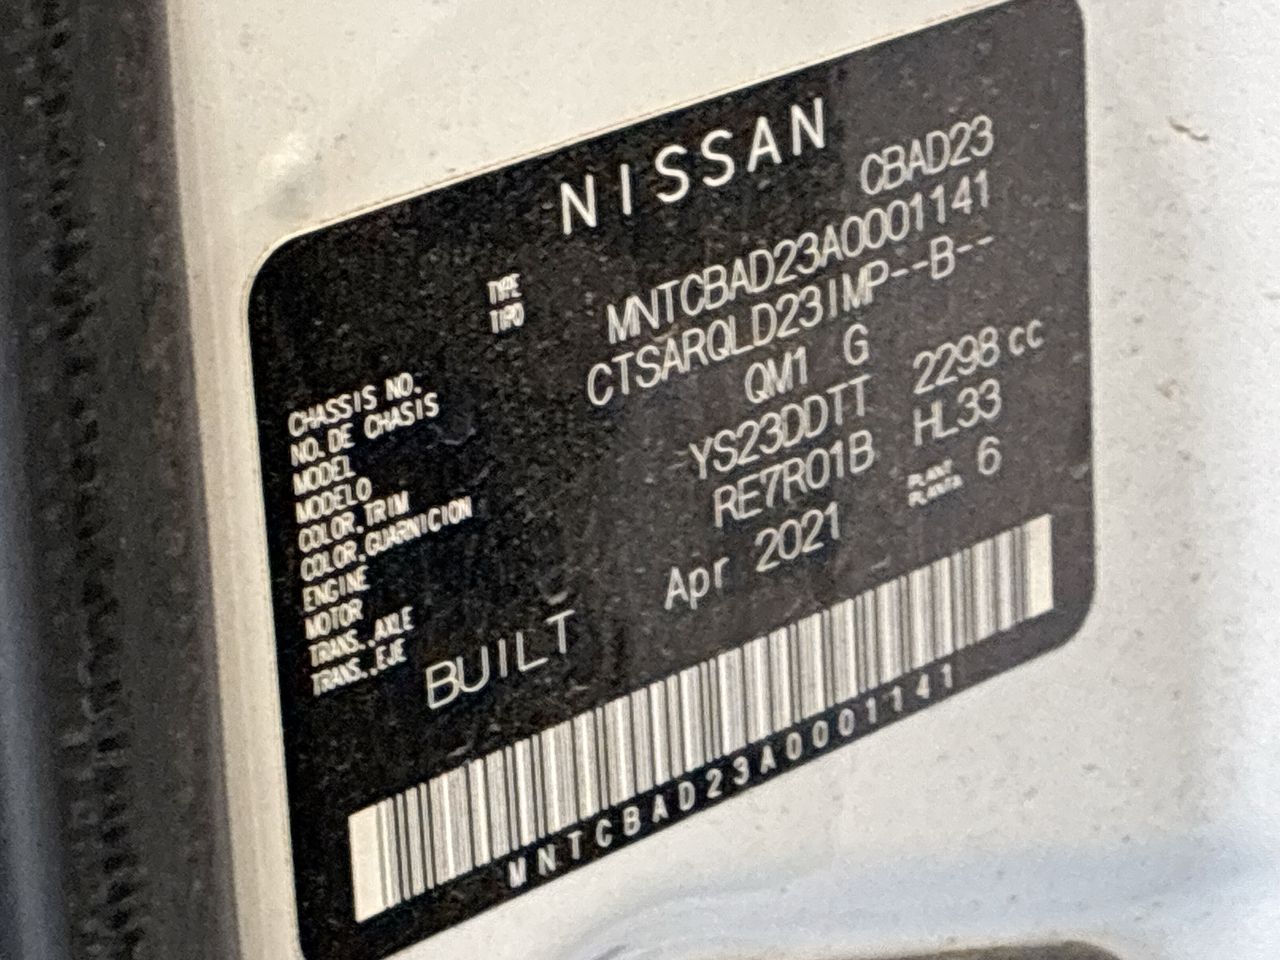 NISSAN
TYPE CBAD23
TIPO
CHASSIS NO. MNTCBAD23A0001141
NO. DE CHASIS
MODEL CTSARQLD23IMP--B--
MODELO
COLOR.TRIM QM1 G
COLOR.GUARNICION
ENGINE YS23DDTT 2298 cc
MOTOR
TRANS..AXLE RE7R01B HL33
TRANS..EJE
PLANT 6
PLANTA
BUILT Apr 2021
MNTCBAD23A0001141